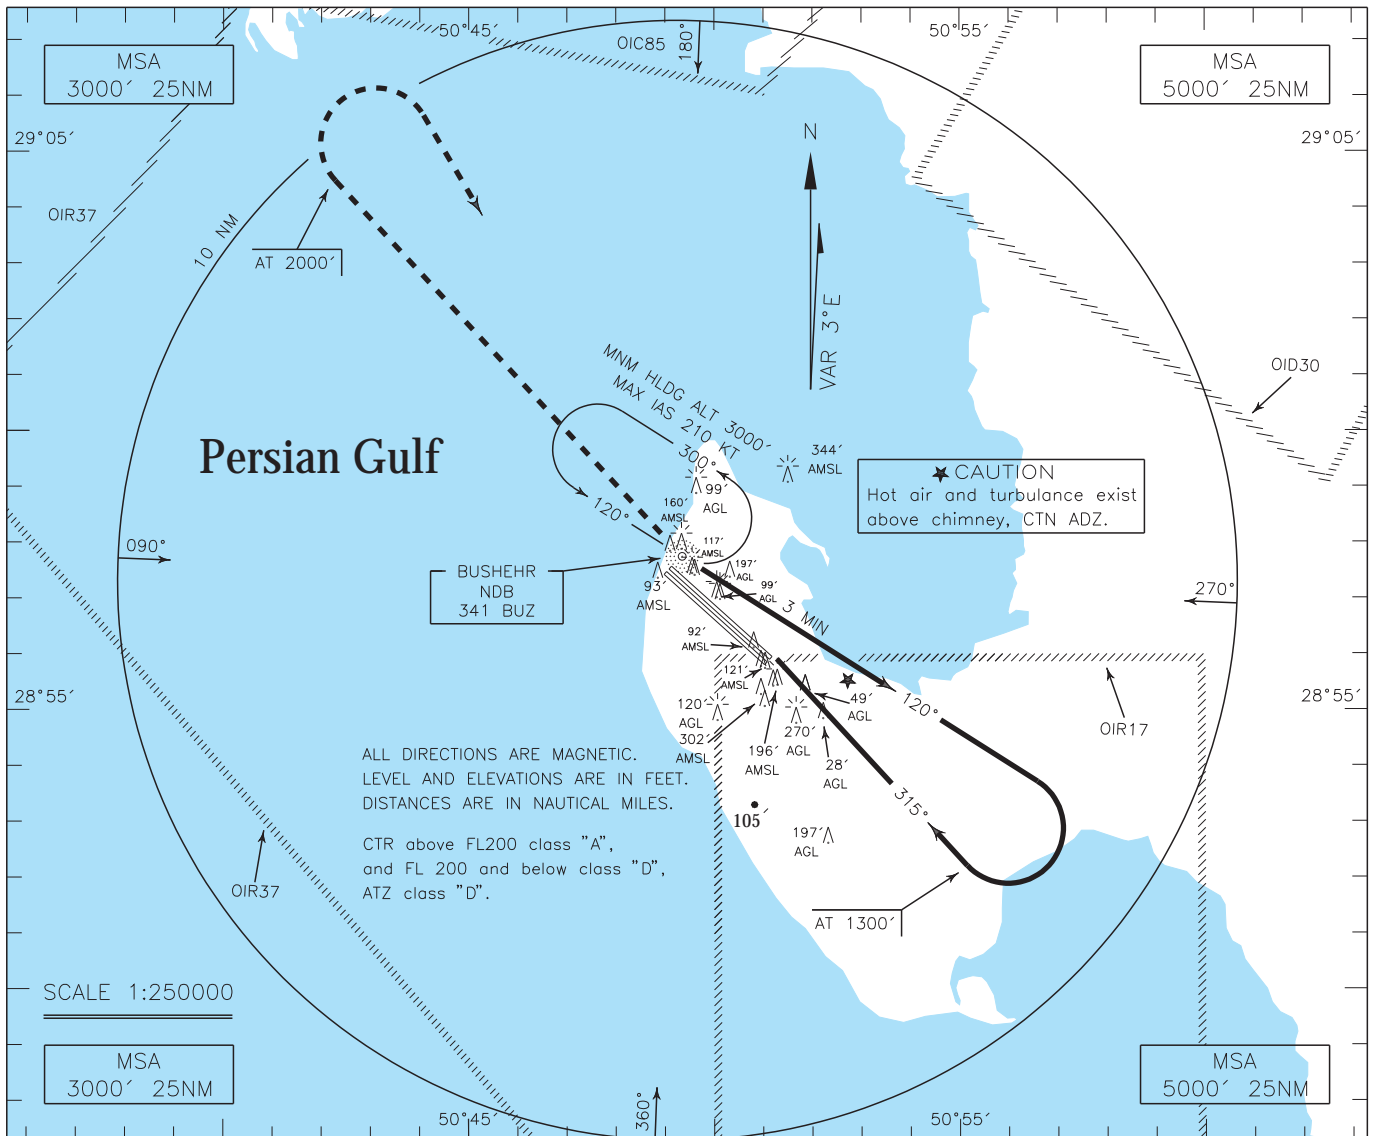 50°45′
OIC85
180°
50°55′
MSA
3000′ 25NM
MSA
5000′ 25NM
29°05′
29°05′
N
OIR37
10 NM
AT 2000′
VAR 3°E
OID30
MNM HLDG ALT 3000′
MAX IAS 210 KT
300°
Persian Gulf
344′
AMSL
★ CAUTION
Hot air and turbulance exist
above chimney, CTN ADZ.
99′
AGL
120°
160′
AMSL
117′
AMSL
090°
197′
AGL
BUSHEHR
NDB
341 BUZ
93′
AMSL
99′
AGL
270°
3 MIN
92′
AMSL
121′
AMSL
120°
49′
AGL
28°55′
28°55′
120′
AGL
OIR17
302′
AMSL
196′
AMSL
270′
AGL
28′
AGL
ALL DIRECTIONS ARE MAGNETIC.
LEVEL AND ELEVATIONS ARE IN FEET.
DISTANCES ARE IN NAUTICAL MILES.
315°
105′
197′
AGL
CTR above FL200 class "A",
and FL 200 and below class "D",
ATZ class "D".
OIR37
AT 1300′
SCALE 1:250000
MSA
3000′ 25NM
MSA
5000′ 25NM
360°
50°45′
50°55′